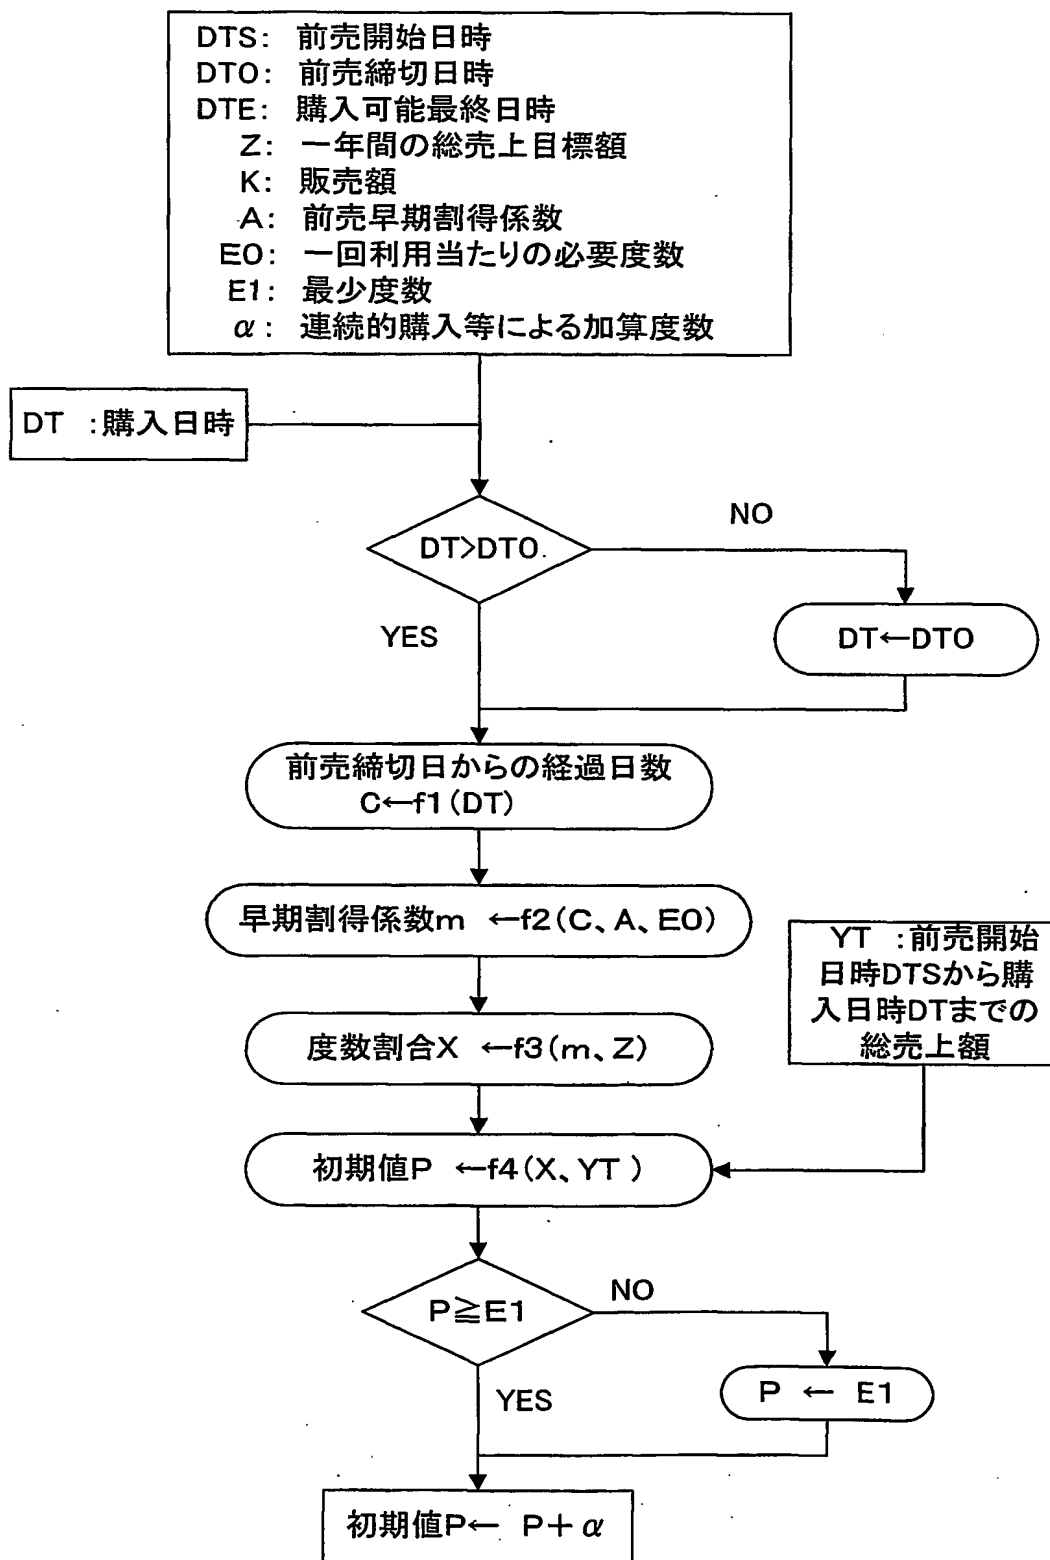 DTS: 前売開始日時
DT0: 前売締切日時
DTE: 購入可能最終日時
Z: 一年間の総売上目標額
K: 販売額
A: 前売早期割得係数
E0: 一回利用当たりの必要度数
E1: 最少度数
α: 連続的購入等による加算度数
DT :購入日時
DT>DT0
NO
YES
DT←DT0
前売締切日からの経過日数
C←f1(DT)
早期割得係数m ←f2(C、A、E0)
YT :前売開始
日時DTSから購
入日時DTまでの
総売上額
度数割合X ←f3(m、Z)
初期値P ←f4(X、YT )
P≧E1
NO
YES
P ← E1
初期値P← P+α